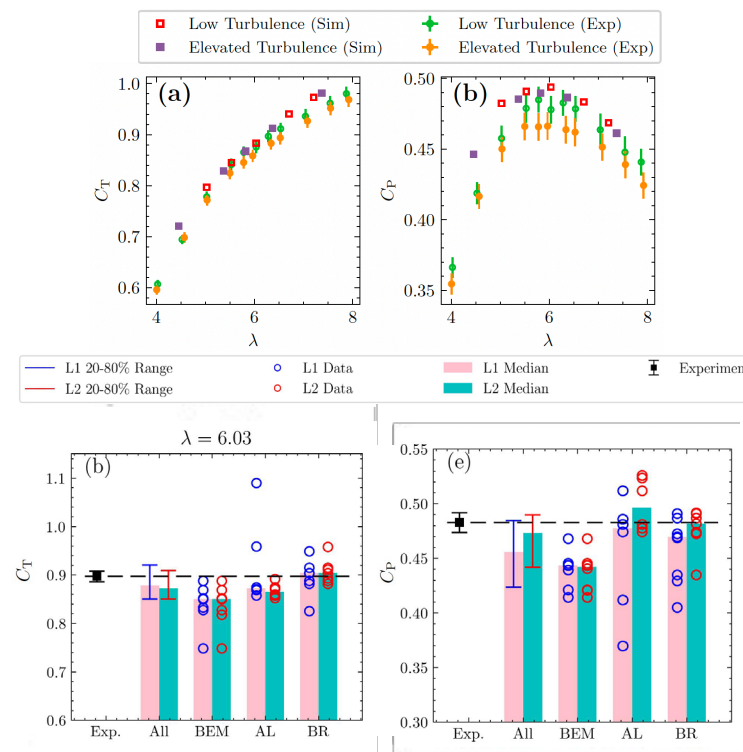 Low Turbulence (Sim) Low Turbulence (Exp)
Elevated Turbulence (Sim) Elevated Turbulence (Exp)
(a) (b)
1.0 0.50
0.9 0.45
0.8 0.40
0.7 0.35
0.6
C_T C_P
4 6 8 4 6 8
λ λ
L1 20-80% Range L1 Data L1 Median Experimen
L2 20-80% Range L2 Data L2 Median
λ = 6.03
(b) (e)
1.1 0.55
1.0 0.50
0.9 0.45
0.8 0.40
0.7 0.35
0.6 0.30
C_T C_P
Exp. All BEM AL BR Exp. All BEM AL BR